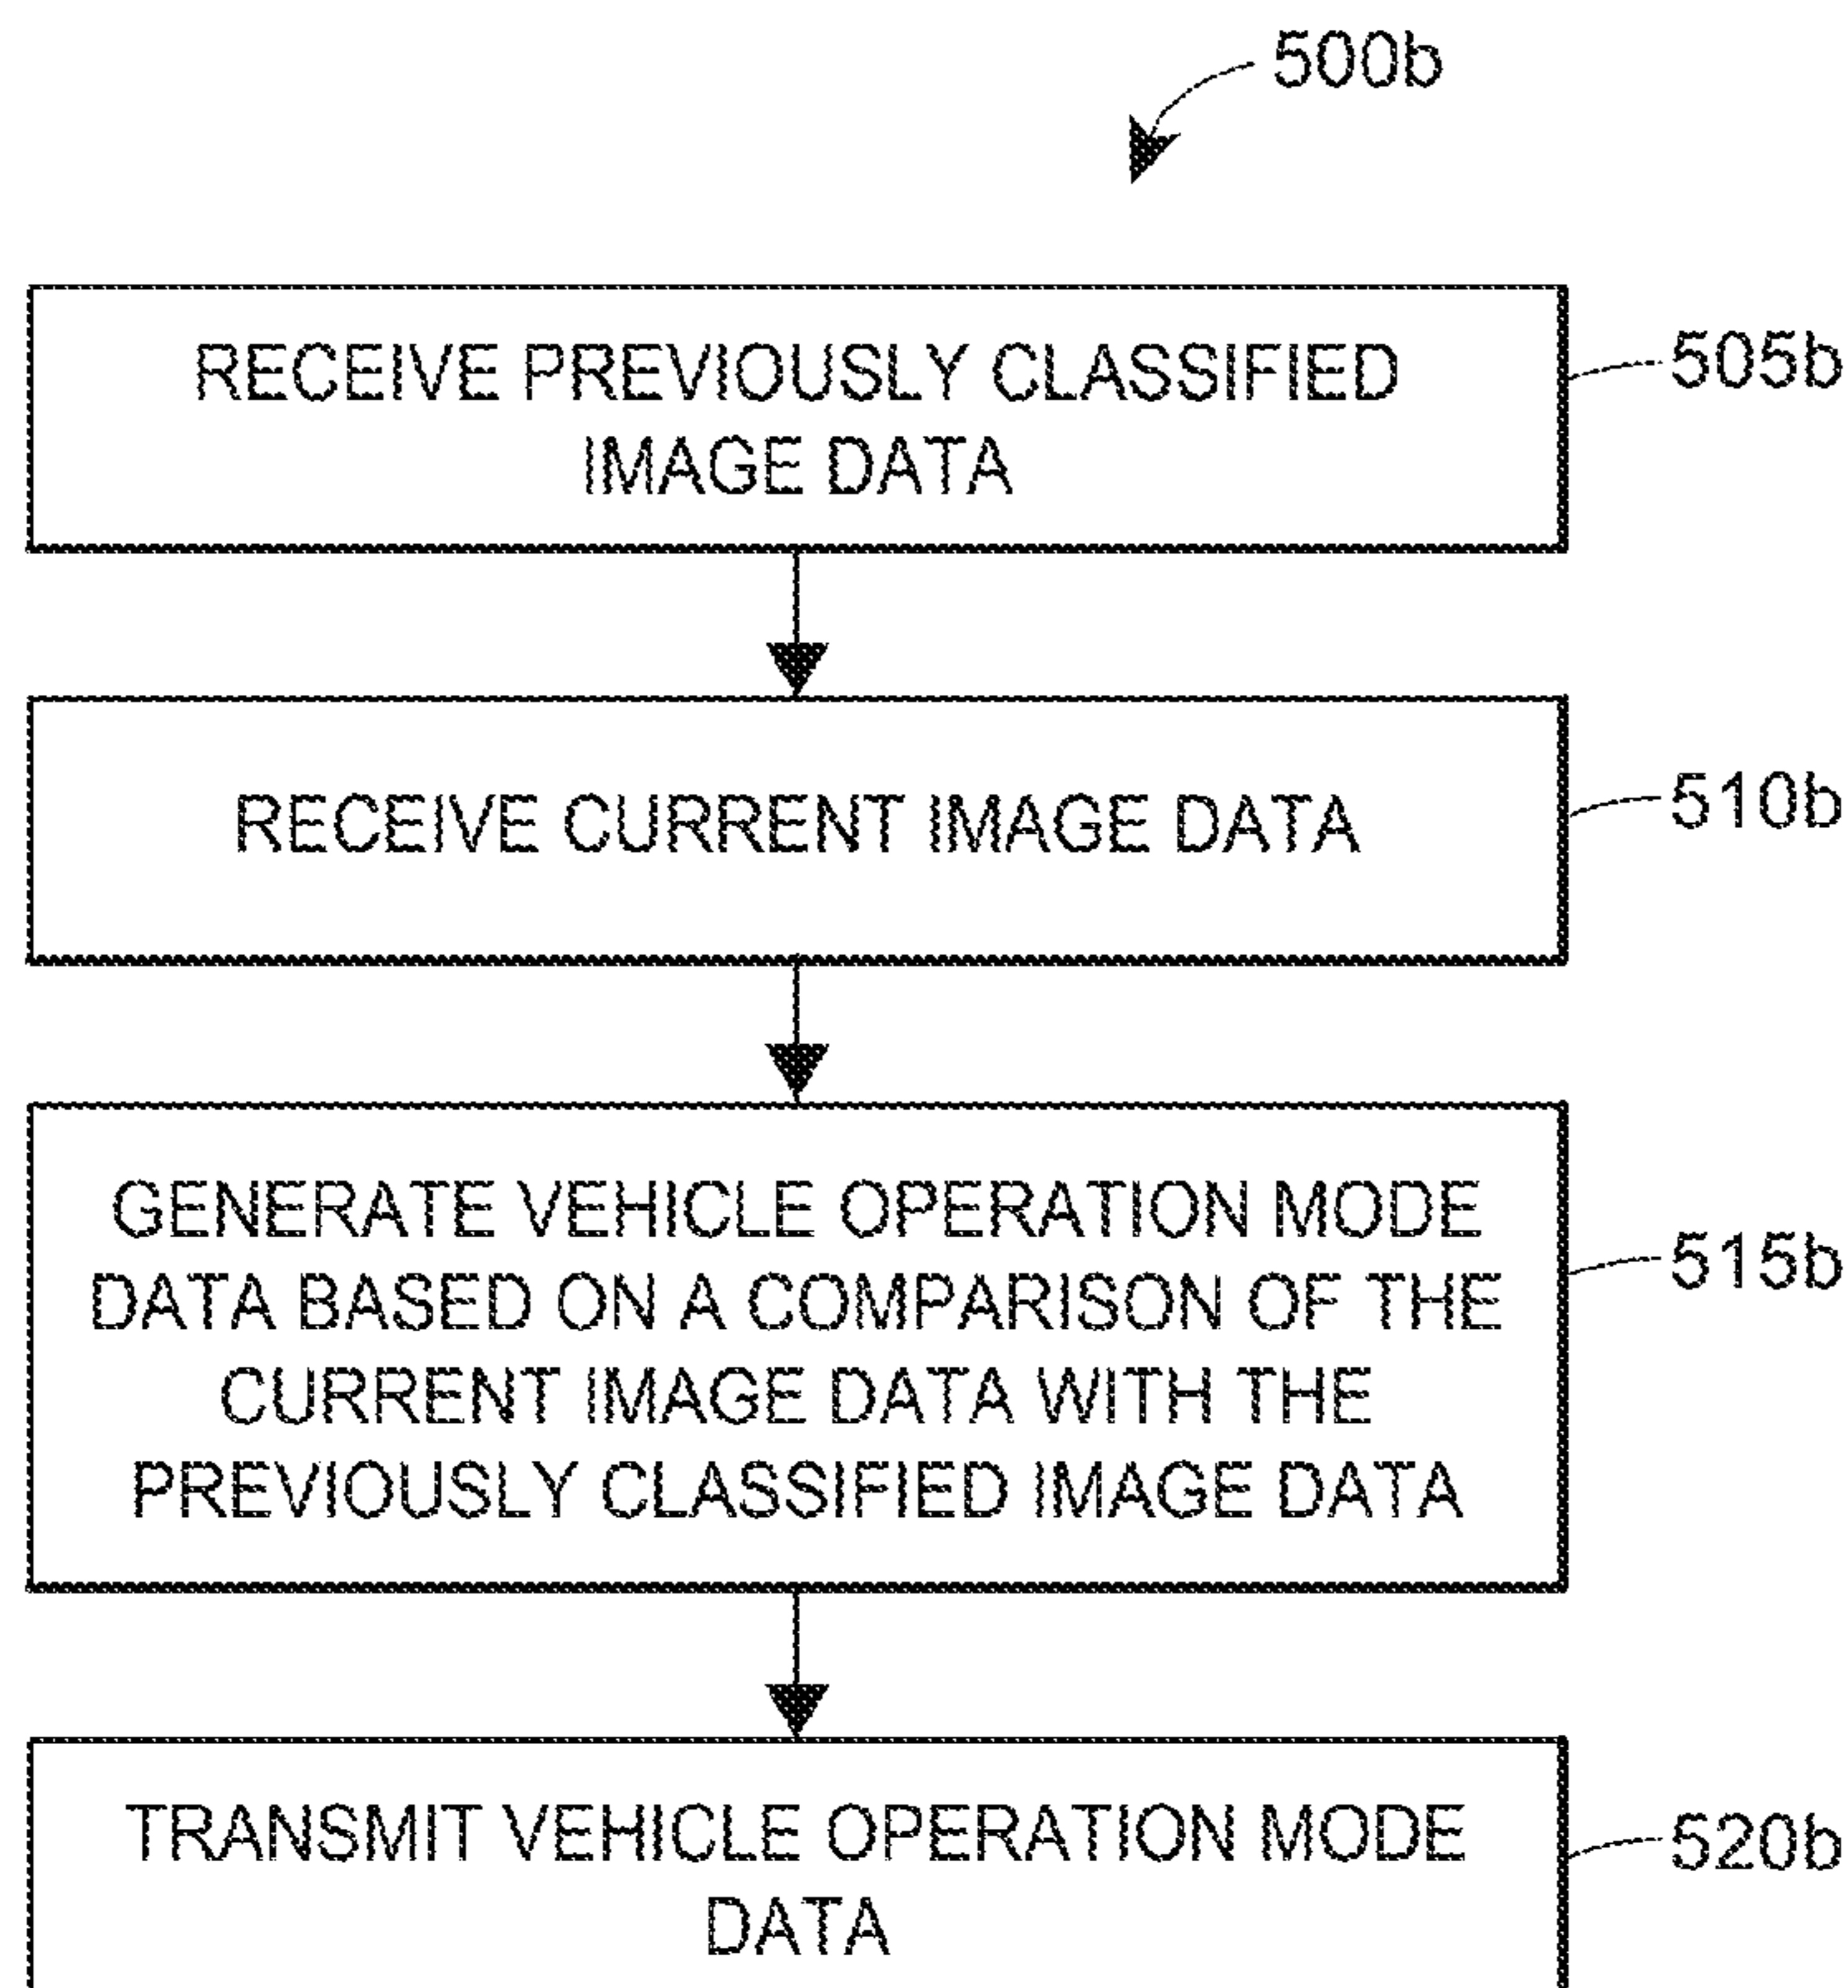 500b
RECEIVE PREVIOUSLY CLASSIFIED
IMAGE DATA
505b
RECEIVE CURRENT IMAGE DATA
510b
GENERATE VEHICLE OPERATION MODE
DATA BASED ON A COMPARISON OF THE
CURRENT IMAGE DATA WITH THE
PREVIOUSLY CLASSIFIED IMAGE DATA
515b
TRANSMIT VEHICLE OPERATION MODE
DATA
520b